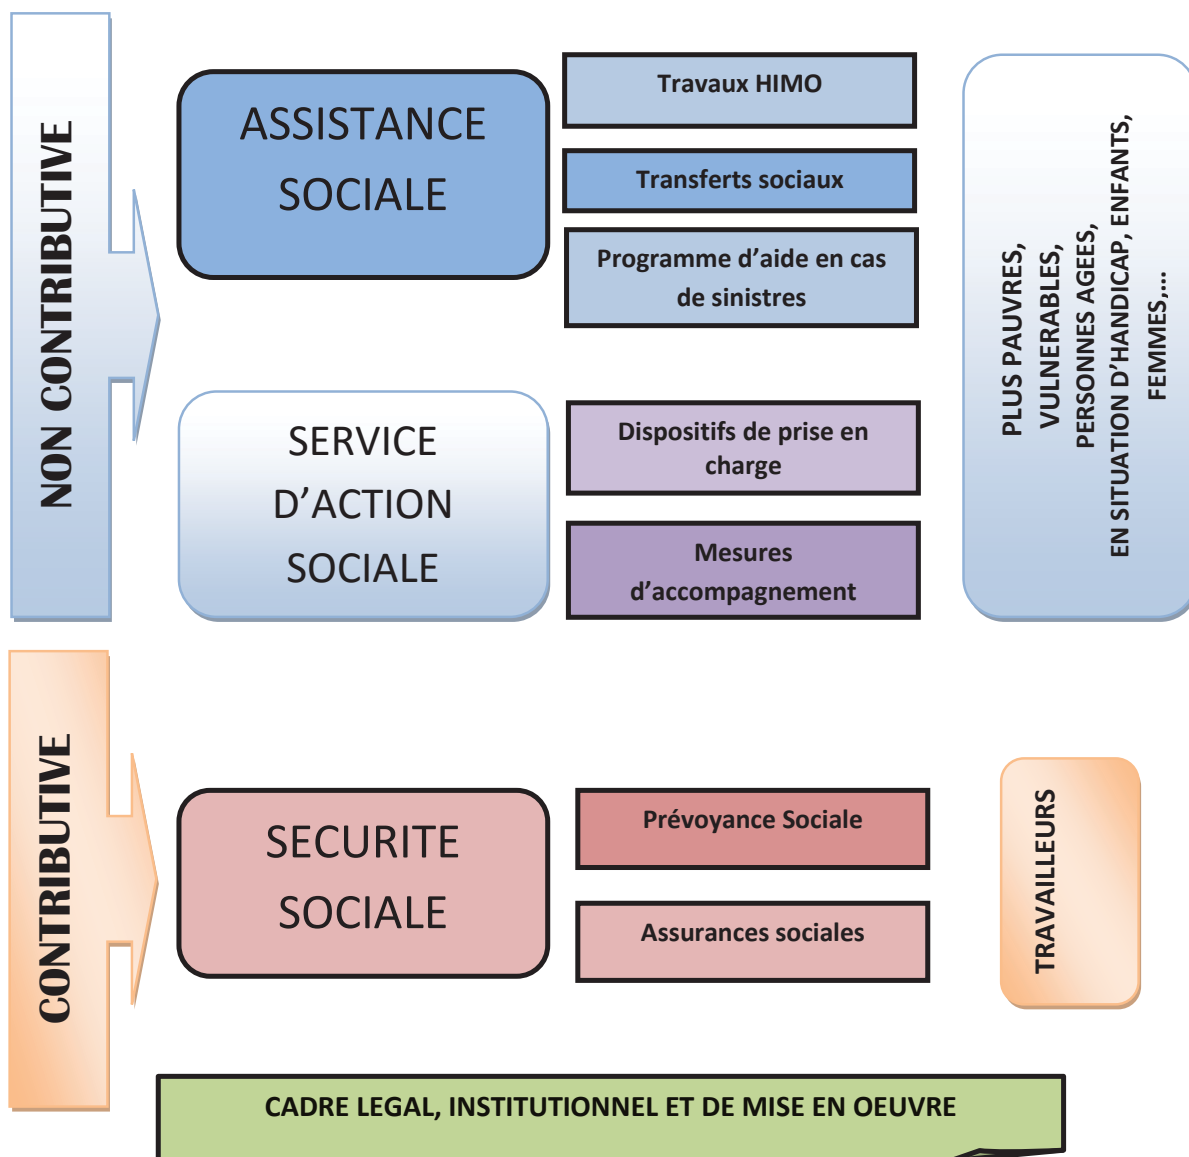 NON CONTRIBUTIVE
ASSISTANCE
SOCIALE
Travaux HIMO
Transferts sociaux
Programme d’aide en cas
de sinistres
SERVICE
D’ACTION
SOCIALE
Dispositifs de prise en
charge
Mesures
d’accompagnement
PLUS PAUVRES,
VULNERABLES,
PERSONNES AGEES,
EN SITUATION D’HANDICAP, ENFANTS,
FEMMES,...
CONTRIBUTIVE
SECURITE
SOCIALE
Prévoyance Sociale
Assurances sociales
TRAVAILLEURS
CADRE LEGAL, INSTITUTIONNEL ET DE MISE EN OEUVRE